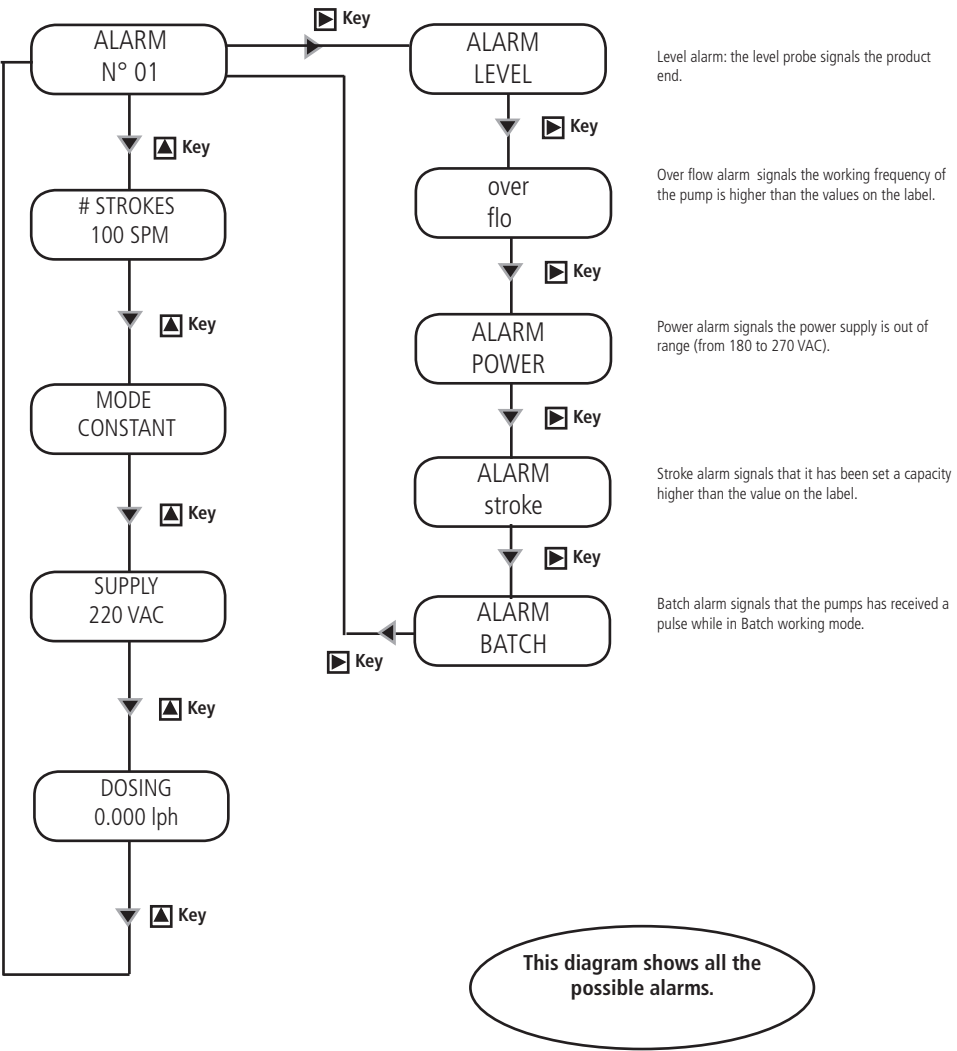 Key
ALARM
N° 01
ALARM
LEVEL
Level alarm: the level probe signals the product
end.
Key
Key
# STROKES
100 SPM
over
flo
Over flow alarm  signals the working frequency of
the pump is higher than the values on the label.
Key
Key
ALARM
POWER
Power alarm signals the power supply is out of
range (from 180 to 270 VAC).
MODE
CONSTANT
Key
ALARM
stroke
Stroke alarm signals that it has been set a capacity
higher than the value on the label.
Key
Key
SUPPLY
220 VAC
ALARM
BATCH
Batch alarm signals that the pumps has received a
pulse while in Batch working mode.
Key
Key
DOSING
0.000 lph
Key
This diagram shows all the
possible alarms.